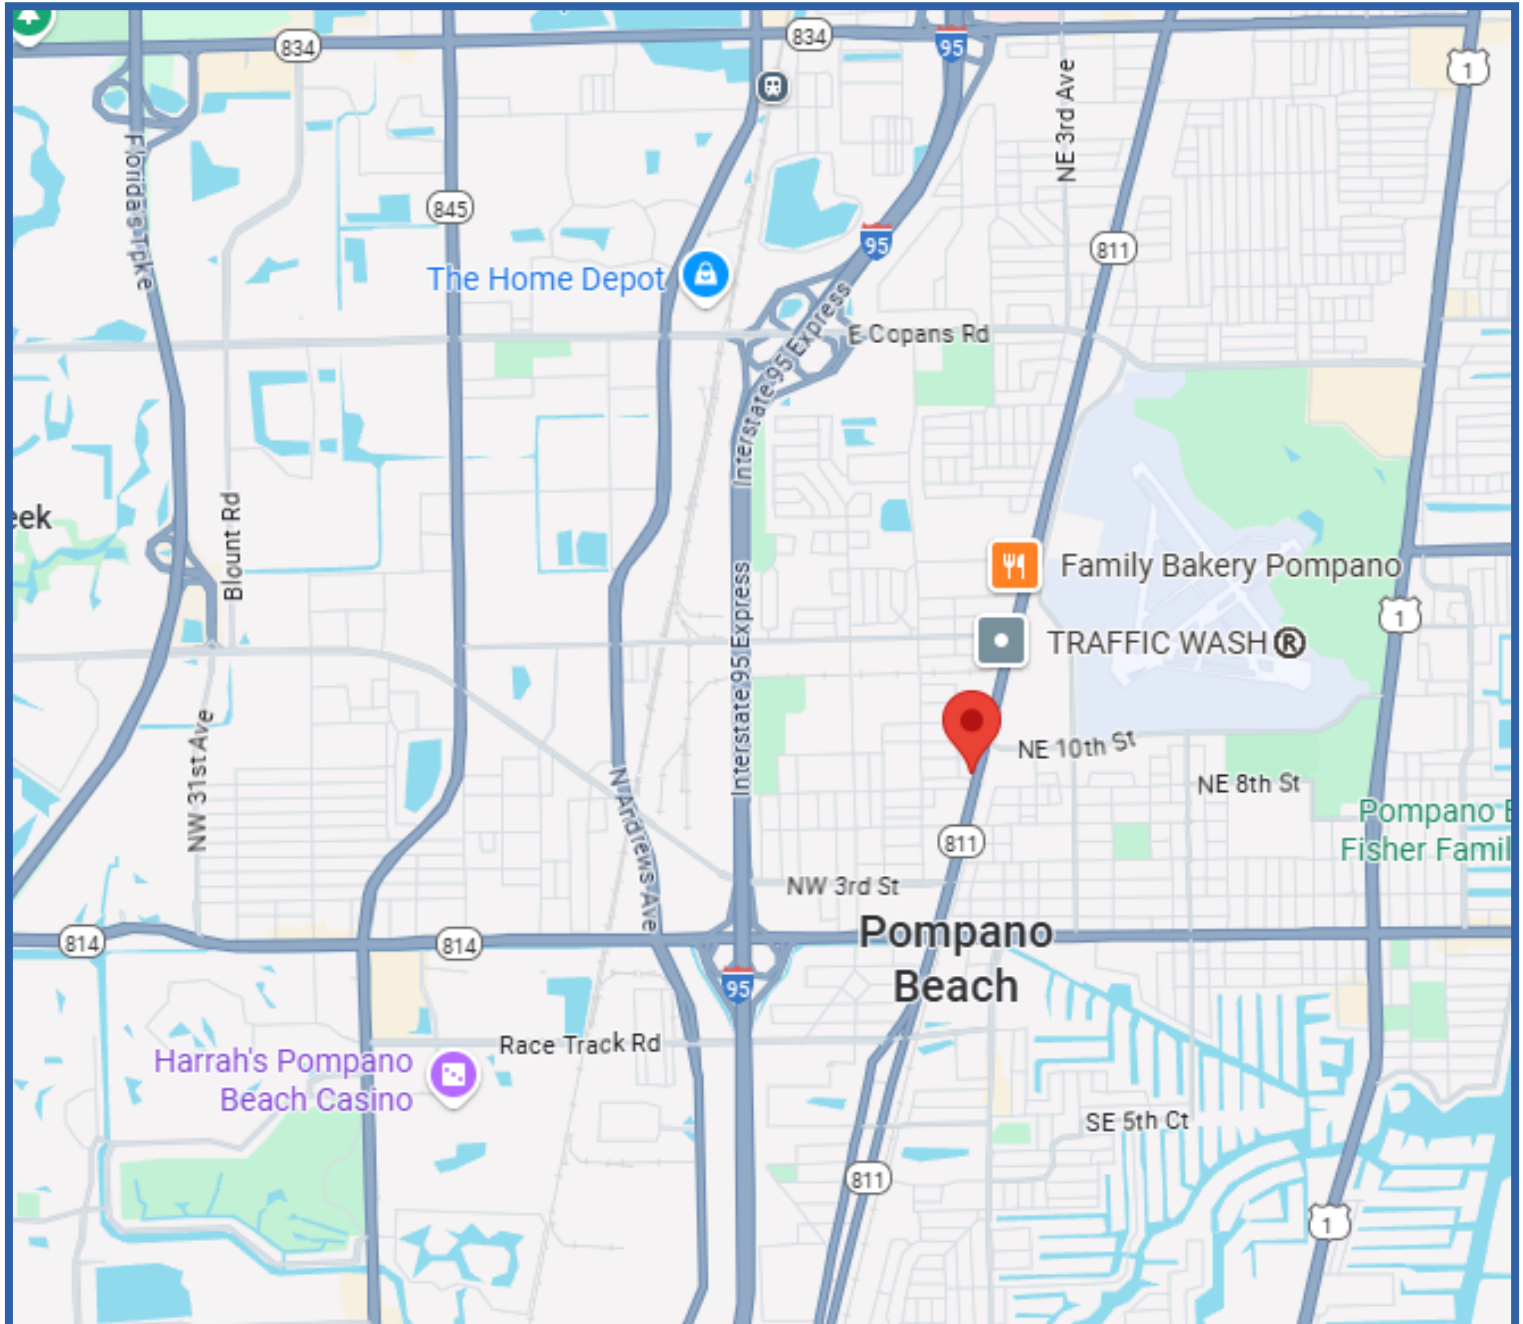 834
834
95
1
NE 3rd Ave
Florida's Tpke
845
95
811
The Home Depot
E Copans Rd
Interstate 95 Express
eek
Blount Rd
Family Bakery Pompano
Interstate 95 Express
1
TRAFFIC WASH®
NW 31st Ave
NE 10th St
NE 8th St
N Andrews Ave
Pompano
Fisher Famil
811
NW 3rd St
814
814
Pompano
Beach
95
Race Track Rd
Harrah's Pompano
Beach Casino
SE 5th Ct
811
1